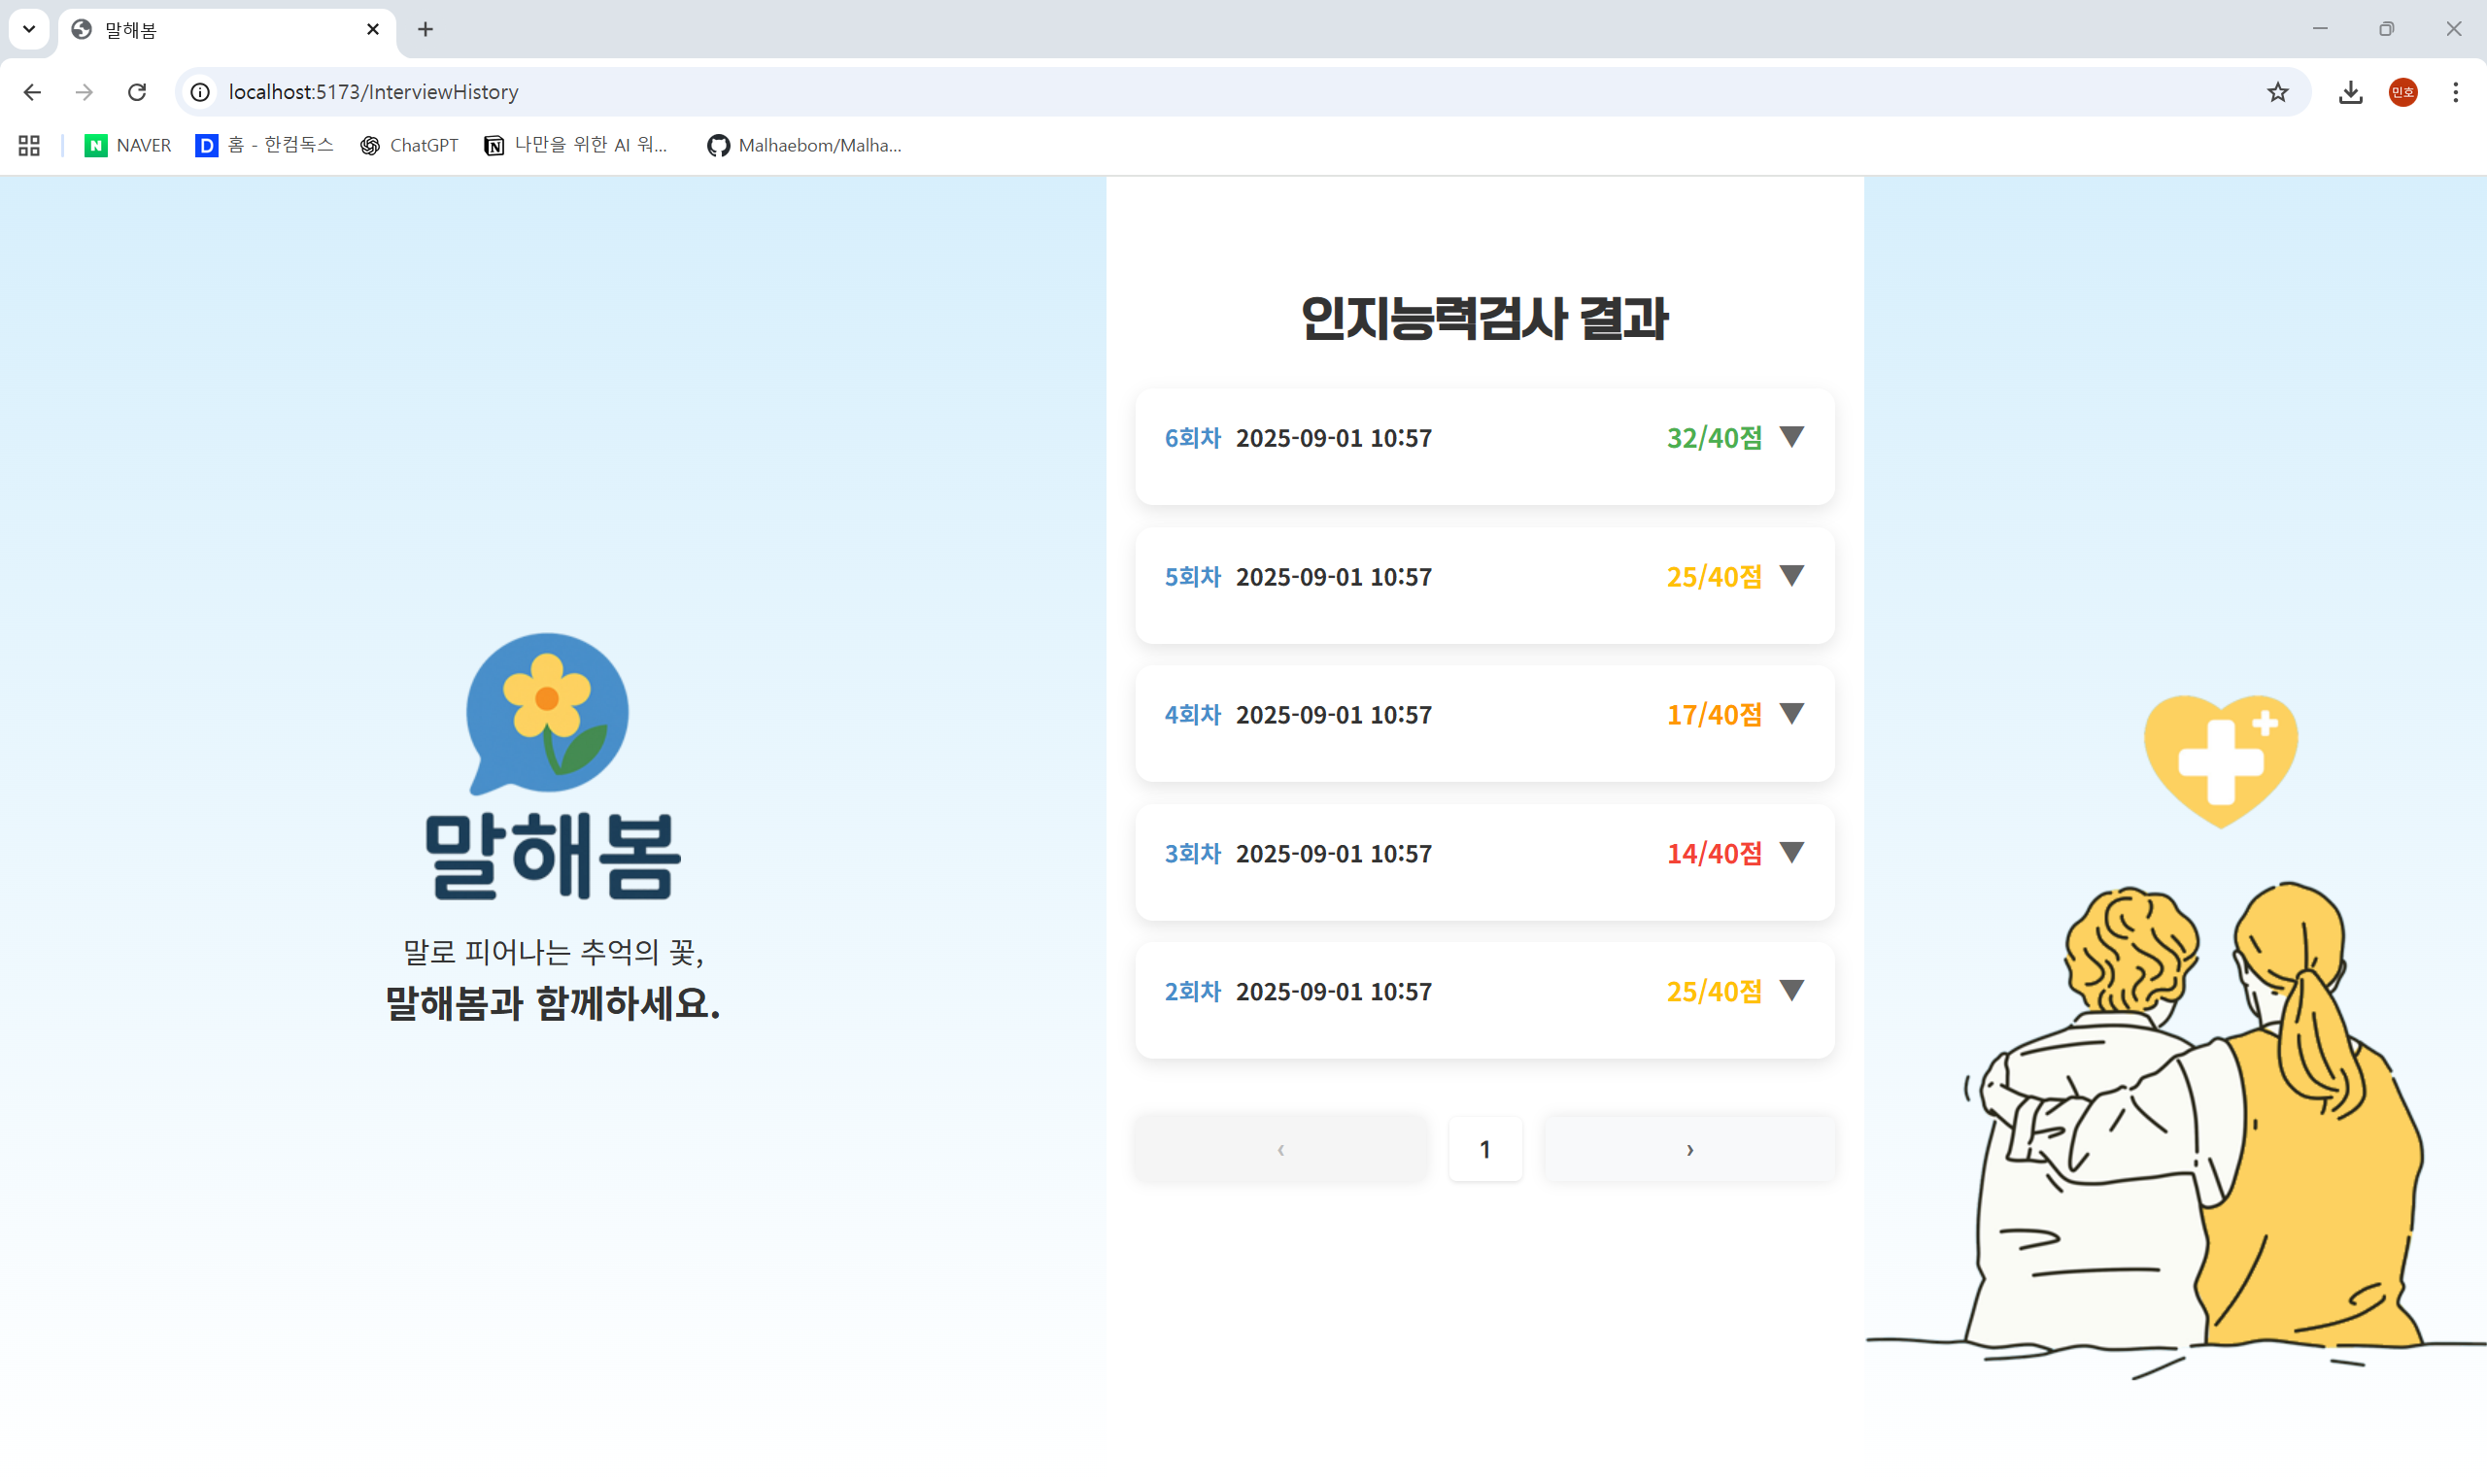 말해봄
localhost:5173/InterviewHistory
민호
NAVER
홈 - 한컴독스
ChatGPT
나만을 위한 AI 워...
Malhaebom/Malha...
인지능력검사 결과
6회차 2025-09-01 10:57 32/40점 ▼
5회차 2025-09-01 10:57 25/40점 ▼
4회차 2025-09-01 10:57 17/40점 ▼
3회차 2025-09-01 10:57 14/40점 ▼
2회차 2025-09-01 10:57 25/40점 ▼
‹ 1 ›
말해봄
말로 피어나는 추억의 꽃,
말해봄과 함께하세요.